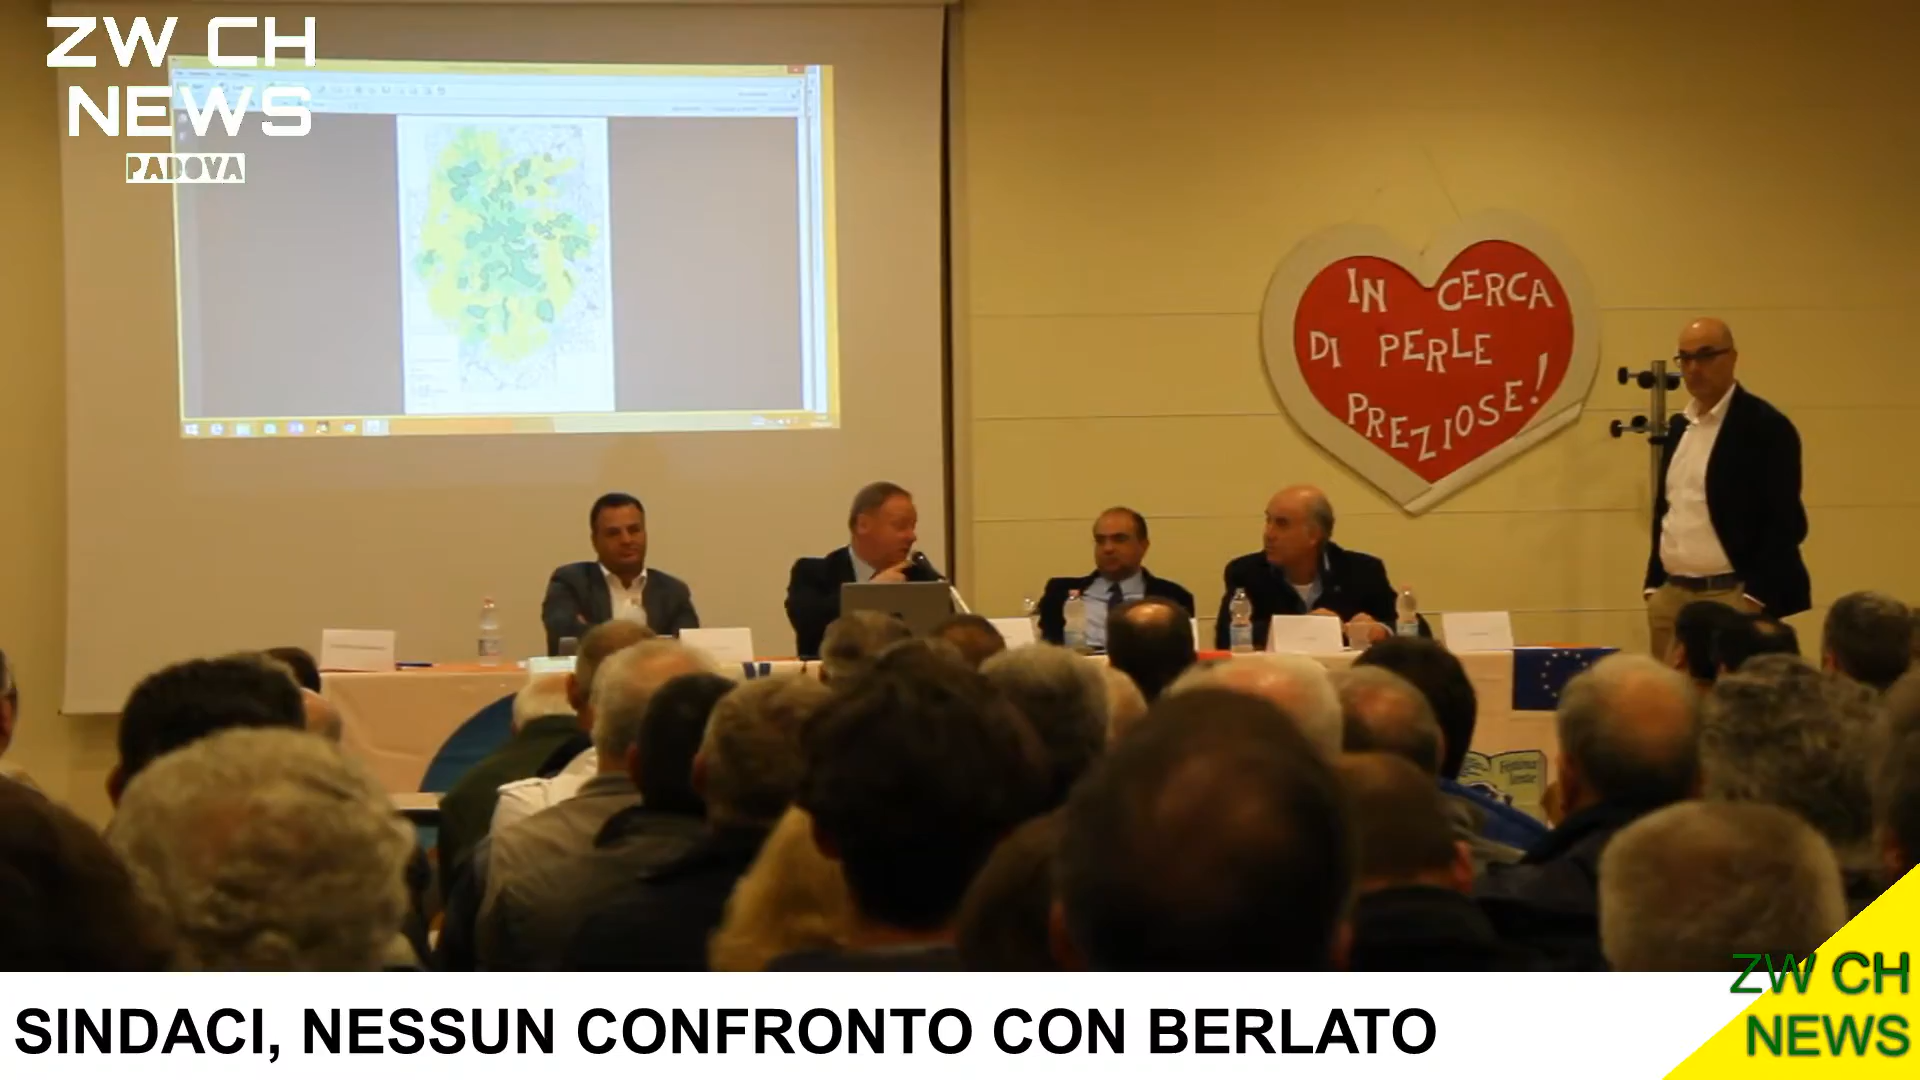 ZW CH
NEWS
PADOVA
IN CERCA
DI PERLE
PREZIOSE!
SINDACI, NESSUN CONFRONTO CON BERLATO
ZW CH
NEWS